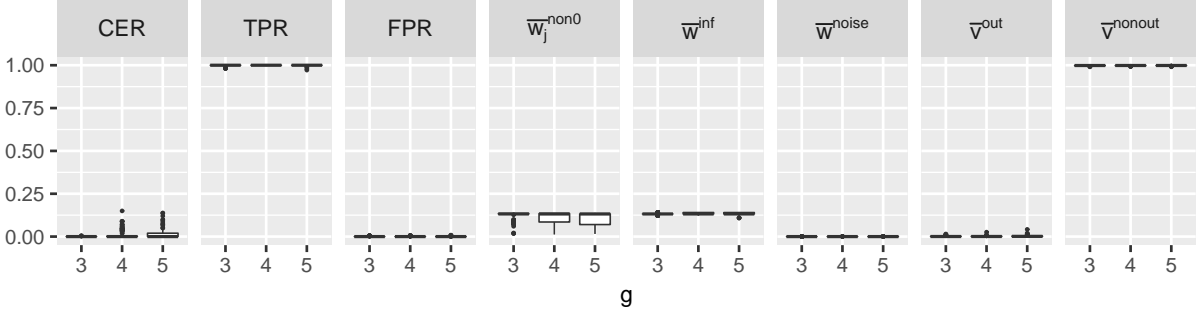 CER TPR FPR w̅ⱼⁿᵒⁿ⁰ w̅ⁱⁿᶠ w̅ⁿᵒⁱˢᵉ v̅ᵒᵘᵗ v̅ⁿᵒⁿᵒᵘᵗ
1.00
0.75
0.50
0.25
0.00
3 4 5 3 4 5 3 4 5 3 4 5 3 4 5 3 4 5 3 4 5 3 4 5
g